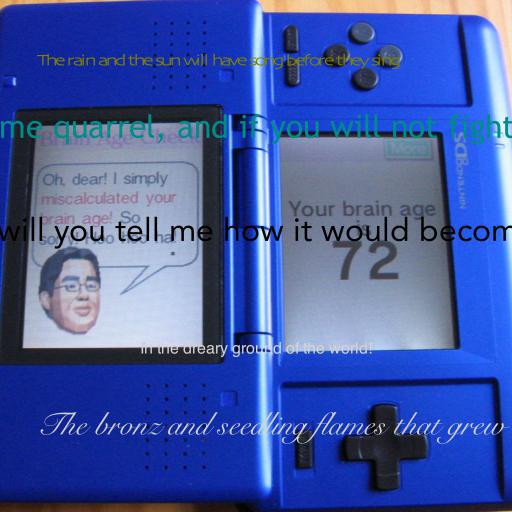 The rain and the sun will have song before they sing
me quarrel, and if you will not fight
Brain Age Check
More
NINTENDO DS
Oh, dear! I simply
miscalculated your
brain age! So
Your brain age
will you tell me how it would becom
72
in the dreary ground of the world!
The bronz and seedling flames that grew